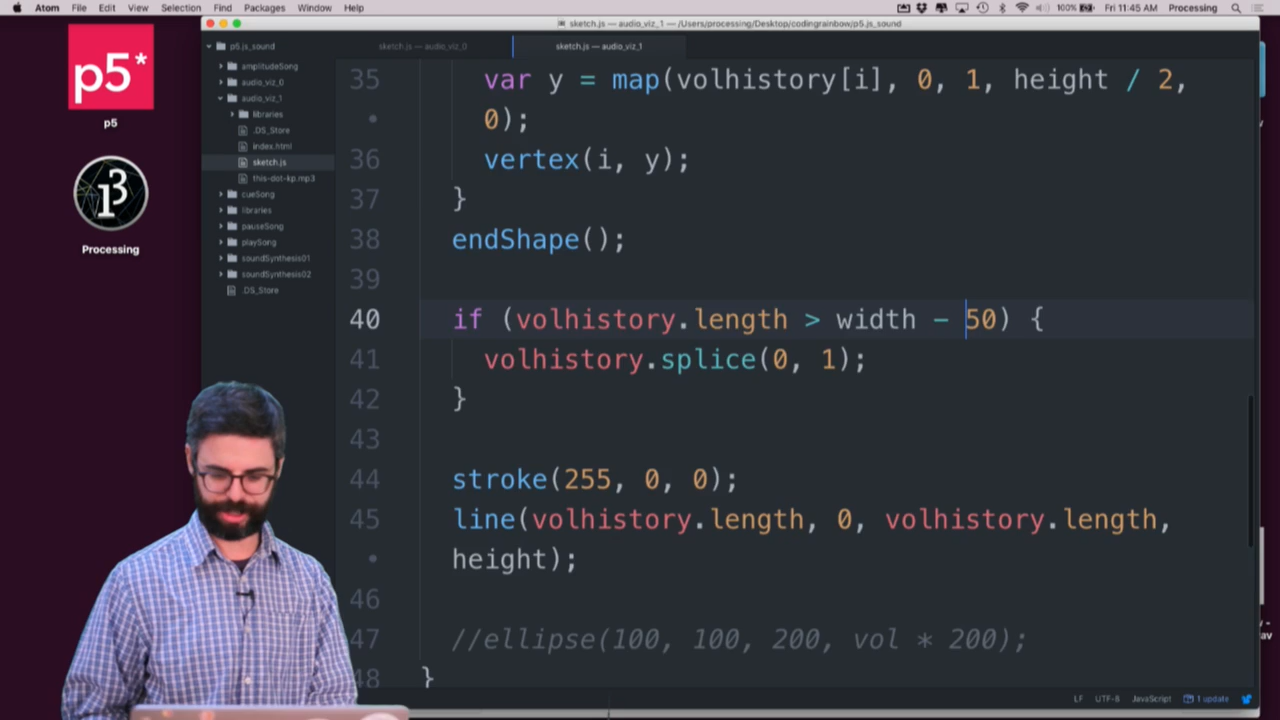 Atom File Edit View Selection Find Packages Window Help 100% Fri 11:45 AM Processing
sketch.js — audio_viz_1 — /Users/processing/Desktop/codingrainbow/p5.js_sound
p5.js_sound
sketch.js — audio_viz_0
sketch.js — audio_viz_1
amplitudeSong
audio_viz_0
audio_viz_1
libraries
.DS_Store
index.html
sketch.js
this-dot-kp.mp3
cueSong
libraries
pauseSong
playSong
soundSynthesis01
soundSynthesis02
.DS_Store
p5*
p5
Processing
35 var y = map(volhistory[i], 0, 1, height / 2,
0);
36 vertex(i, y);
37 }
38 endShape();
39
40 if (volhistory.length > width - 50) {
41 volhistory.splice(0, 1);
42 }
43
44 stroke(255, 0, 0);
45 line(volhistory.length, 0, volhistory.length,
height);
46
47 //ellipse(100, 100, 200, vol * 200);
48 }
LF UTF-8 JavaScript 1 update